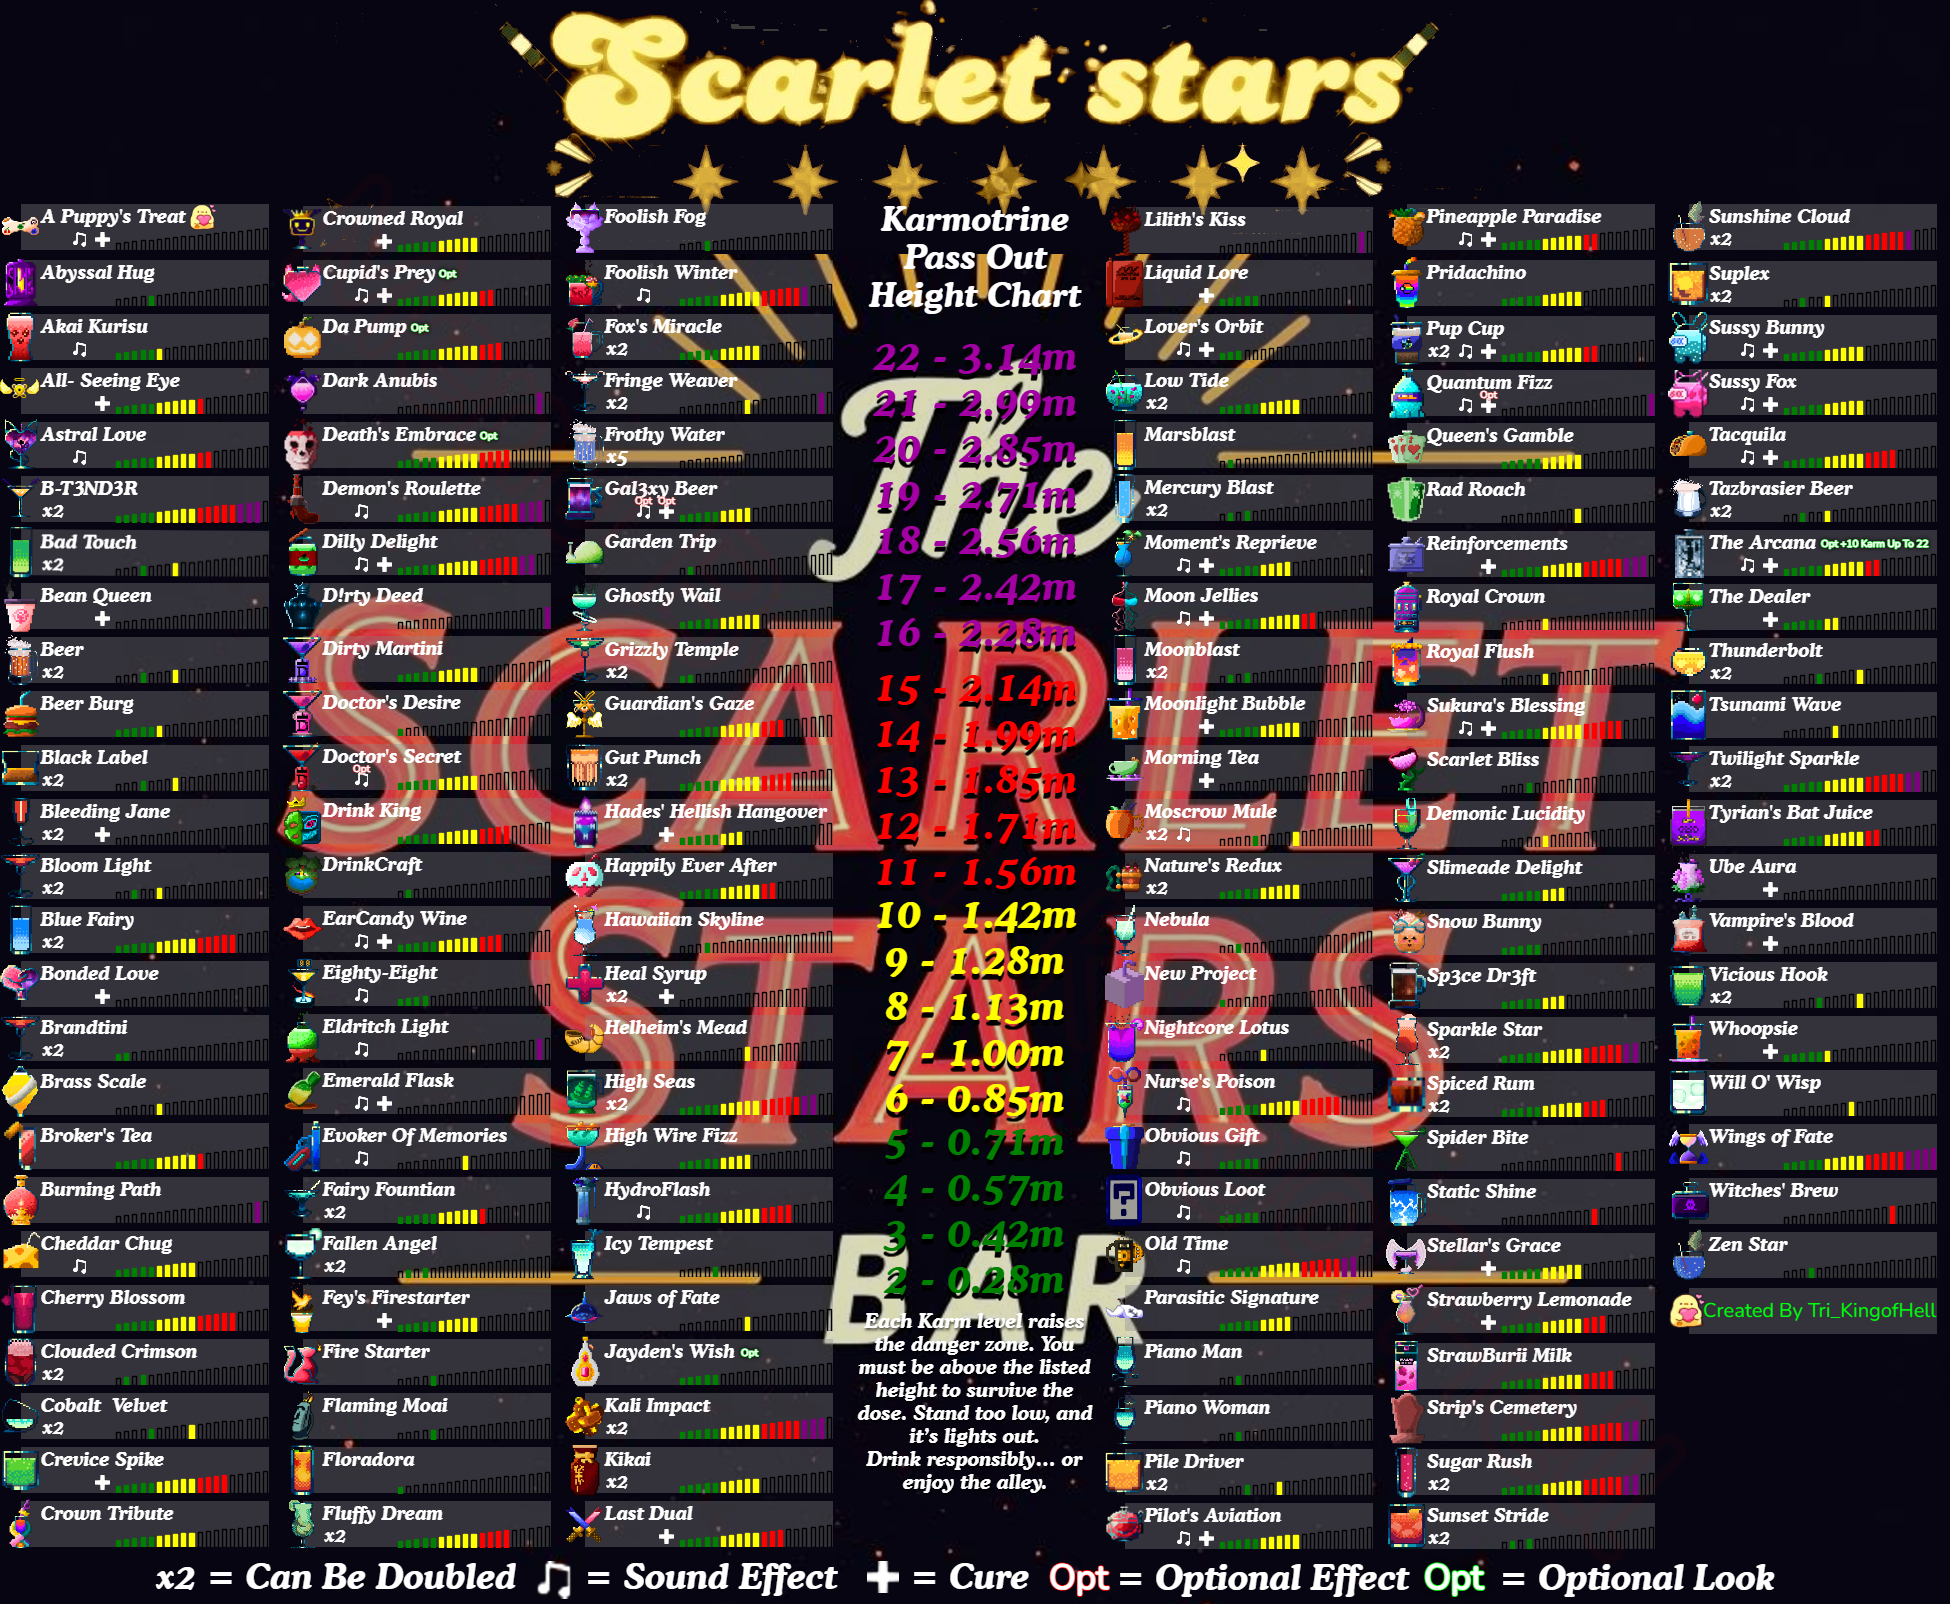 Scarlet stars
A Puppy's Treat
Abyssal Hug
Akai Kurisu
All- Seeing Eye
Astral Love
B-T3ND3R
x2
Bad Touch
x2
Bean Queen
Beer
x2
Beer Burg
Black Label
x2
Bleeding Jane
x2
Bloom Light
x2
Blue Fairy
x2
Bonded Love
Brandtini
x2
Brass Scale
Broker's Tea
Burning Path
Cheddar Chug
Cherry Blossom
Clouded Crimson
x2
Cobalt Velvet
x2
Crevice Spike
Crown Tribute
Crowned Royal
Cupid's Prey Opt
Da Pump Opt
Dark Anubis
Death's Embrace Opt
Demon's Roulette
Dilly Delight
D!rty Deed
Dirty Martini
Doctor's Desire
Doctor's Secret
Opt
Drink King
DrinkCraft
EarCandy Wine
Eighty-Eight
Eldritch Light
Emerald Flask
Evoker Of Memories
Fairy Fountian
x2
Fallen Angel
x2
Fey's Firestarter
Fire Starter
Flaming Moai
Floradora
Fluffy Dream
x2
Foolish Fog
Foolish Winter
Fox's Miracle
x2
Fringe Weaver
x2
Frothy Water
x5
Gal3xy Beer
Opt Opt
Garden Trip
Ghostly Wail
Grizzly Temple
x2
Guardian's Gaze
Gut Punch
x2
Hades' Hellish Hangover
Happily Ever After
Hawaiian Skyline
Heal Syrup
x2
Helheim's Mead
High Seas
x2
High Wire Fizz
HydroFlash
Icy Tempest
Jaws of Fate
Jayden's Wish Opt
Kali Impact
x2
Kikai
x2
Last Dual
Karmotrine
Pass Out
Height Chart
22 - 3.14m
21 - 2.99m
20 - 2.85m
19 - 2.71m
18 - 2.56m
17 - 2.42m
16 - 2.28m
15 - 2.14m
14 - 1.99m
13 - 1.85m
12 - 1.71m
11 - 1.56m
10 - 1.42m
9 - 1.28m
8 - 1.13m
7 - 1.00m
6 - 0.85m
5 - 0.71m
4 - 0.57m
3 - 0.42m
2 - 0.28m
Each Karm level raises
the danger zone. You
must be above the listed
height to survive the
dose. Stand too low, and
it's lights out.
Drink responsibly... or
enjoy the alley.
The
SCARLET
STARS
BAR
Lilith's Kiss
Liquid Lore
Lover's Orbit
Low Tide
x2
Marsblast
Mercury Blast
x2
Moment's Reprieve
Moon Jellies
Moonblast
x2
Moonlight Bubble
Morning Tea
Moscrow Mule
x2
Nature's Redux
x2
Nebula
New Project
Nightcore Lotus
Nurse's Poison
Obvious Gift
Obvious Loot
Old Time
Parasitic Signature
Piano Man
Piano Woman
Pile Driver
x2
Pilot's Aviation
Pineapple Paradise
Pridachino
Pup Cup
x2
Quantum Fizz
Opt
Queen's Gamble
Rad Roach
Reinforcements
Royal Crown
Royal Flush
Sukura's Blessing
Scarlet Bliss
Demonic Lucidity
Slimeade Delight
Snow Bunny
Sp3ce Dr3ft
Sparkle Star
x2
Spiced Rum
x2
Spider Bite
Static Shine
Stellar's Grace
Strawberry Lemonade
StrawBurii Milk
Strip's Cemetery
Sugar Rush
Sunset Stride
x2
Sunshine Cloud
x2
Suplex
x2
Sussy Bunny
Sussy Fox
Tacquila
Tazbrasier Beer
x2
The Arcana Opt +10 Karm Up To 22
The Dealer
Thunderbolt
x2
Tsunami Wave
Twilight Sparkle
x2
Tyrian's Bat Juice
Ube Aura
Vampire's Blood
Vicious Hook
x2
Whoopsie
Will O' Wisp
Wings of Fate
Witches' Brew
Zen Star
Created By Tri_KingofHell
x2 = Can Be Doubled ♫ = Sound Effect ✚ = Cure Opt = Optional Effect Opt = Optional Look